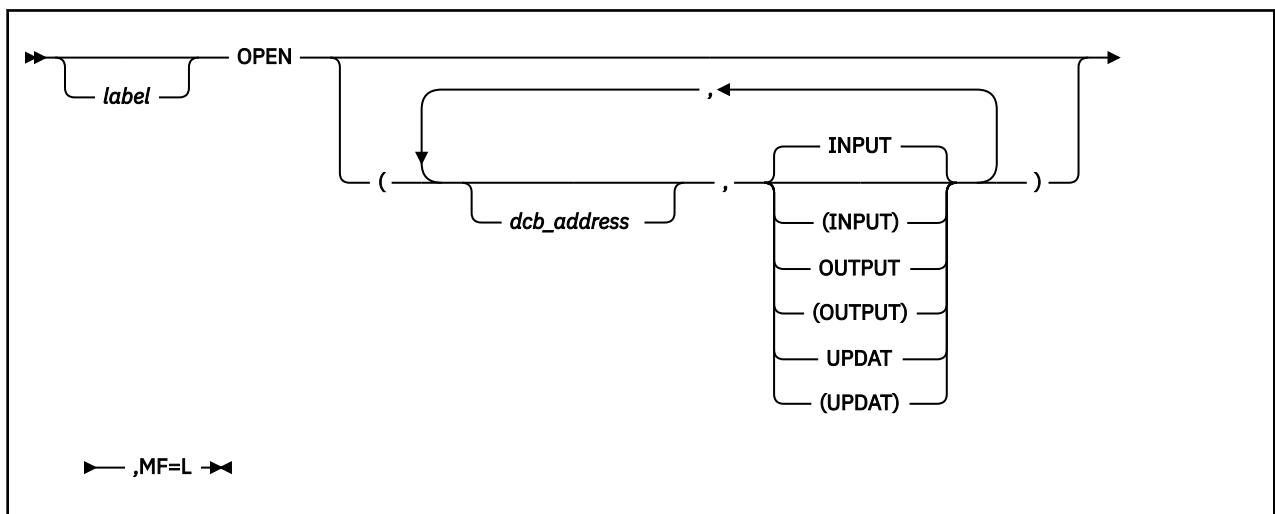 OPEN
label
,
INPUT
( , )
dcb_address
(INPUT)
OUTPUT
(OUTPUT)
UPDAT
(UPDAT)
,MF=L